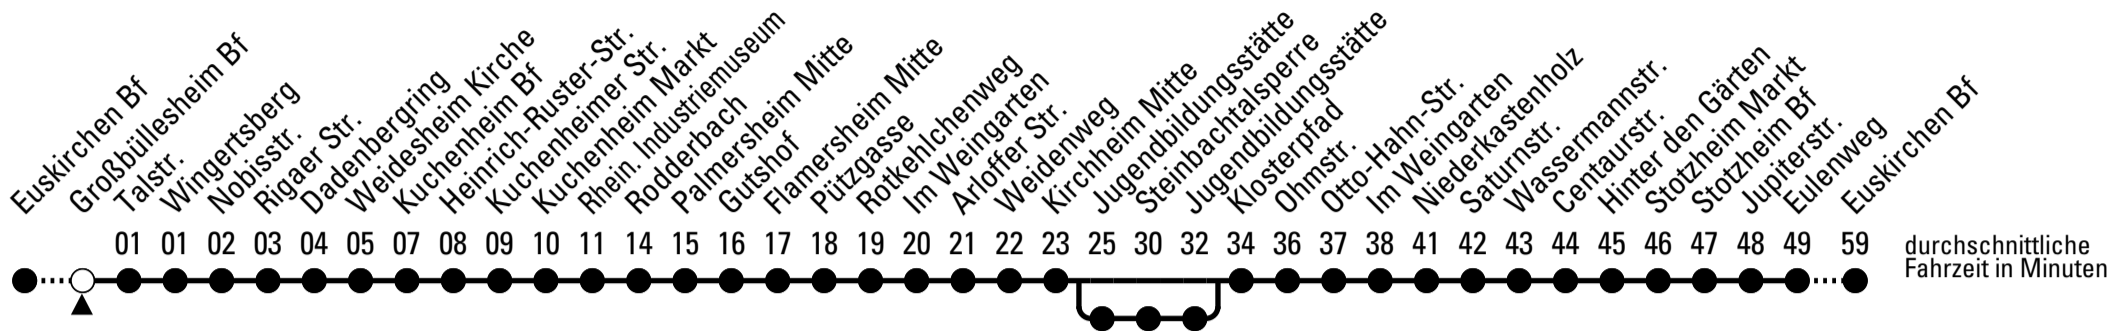 Euskirchen Bf
Großbüllesheim Bf
Talstr.
Wingertsberg
Nobisstr.
Rigaer Str.
Dadenbergring
Weidesheim Kirche
Kuchenheim Bf
Heinrich-Ruster-Str.
Kuchenheimer Str.
Kuchenheim Markt
Rhein. Industriemuseum
Rodderbach
Palmersheim Mitte
Gutshof
Flamersheim Mitte
Pützgasse
Rotkehlchenweg
Im Weingarten
Arloffer Str.
Weidenweg
Kirchheim Mitte
Jugendbildungsstätte
Steinbachtalsperre
Jugendbildungsstätte
Klosterpfad
Ohmstr.
Otto-Hahn-Str.
Im Weingarten
Niederkastenholz
Saturnstr.
Wassermannstr.
Centaurstr.
Hinter den Gärten
Stotzheim Markt
Stotzheim Bf
Jupiterstr.
Eulenweg
Euskirchen Bf
01 01 02 03 04 05 07 08 09 10 11 14 15 16 17 18 19 20 21 22 23 25 30 32 34 36 37 38 41 42 43 44 45 46 47 48 49 59
durchschnittliche
Fahrzeit in Minuten